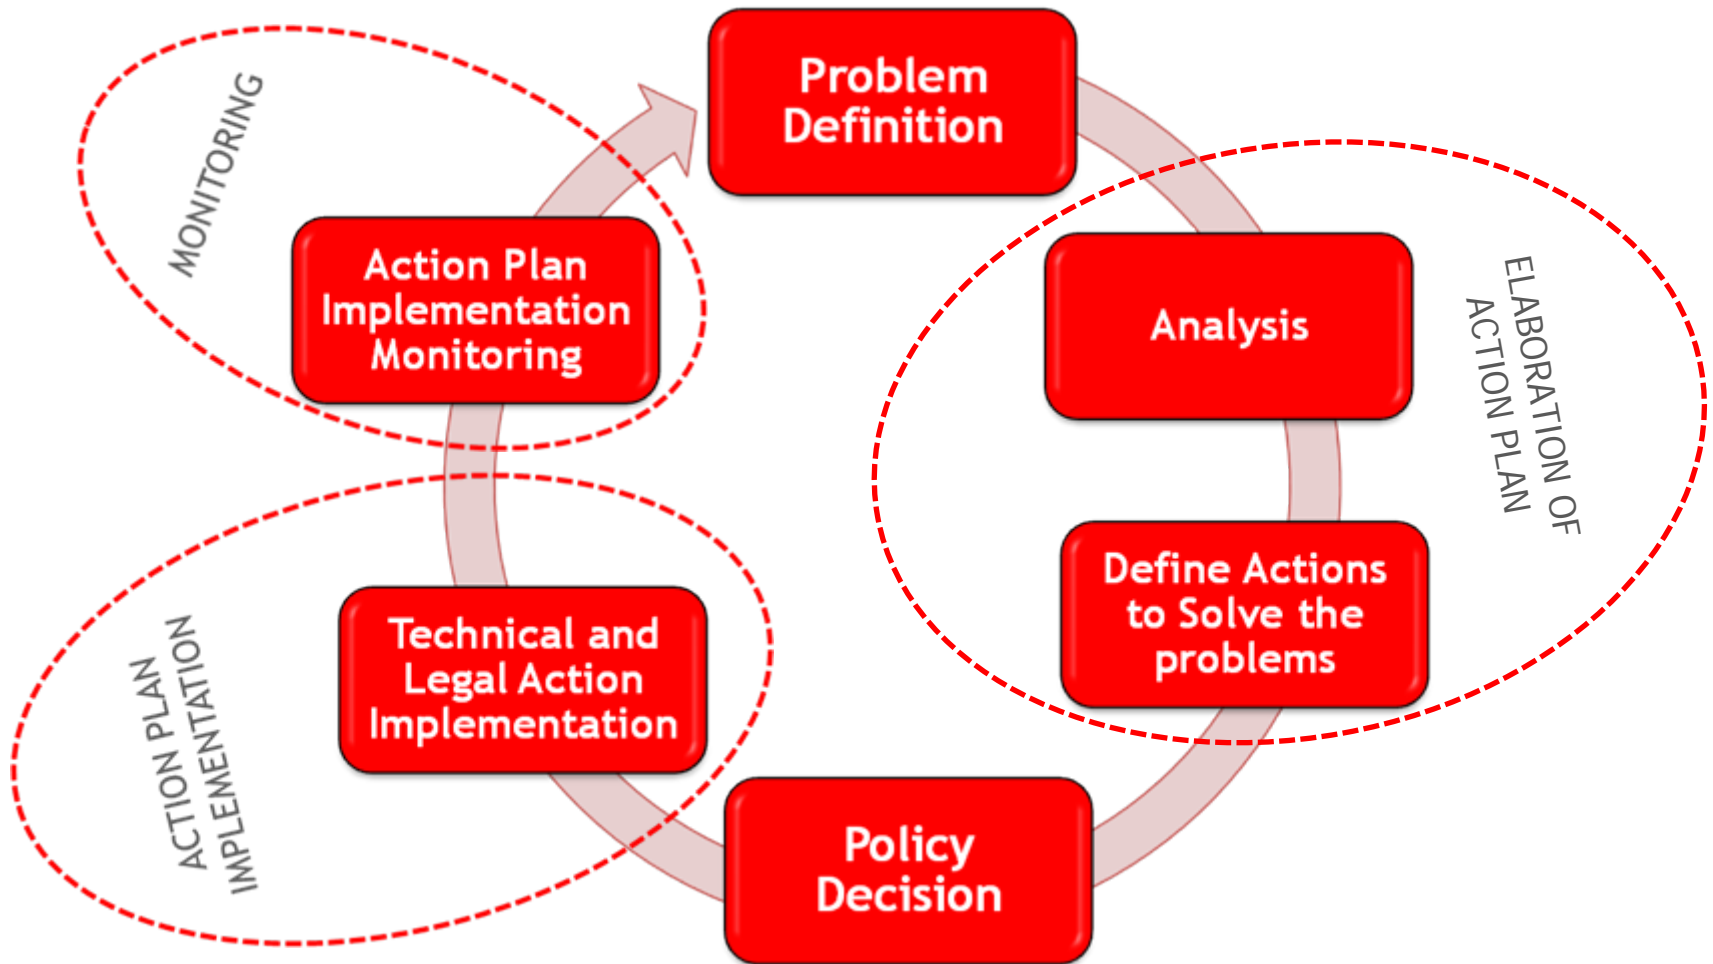 Problem
Definition
Analysis
ELABORATION OF
ACTION PLAN
Define Actions
to Solve the
problems
Policy
Decision
Technical and
Legal Action
Implementation
ACTION PLAN
IMPLEMENTATION
Action Plan
Implementation
Monitoring
MONITORING